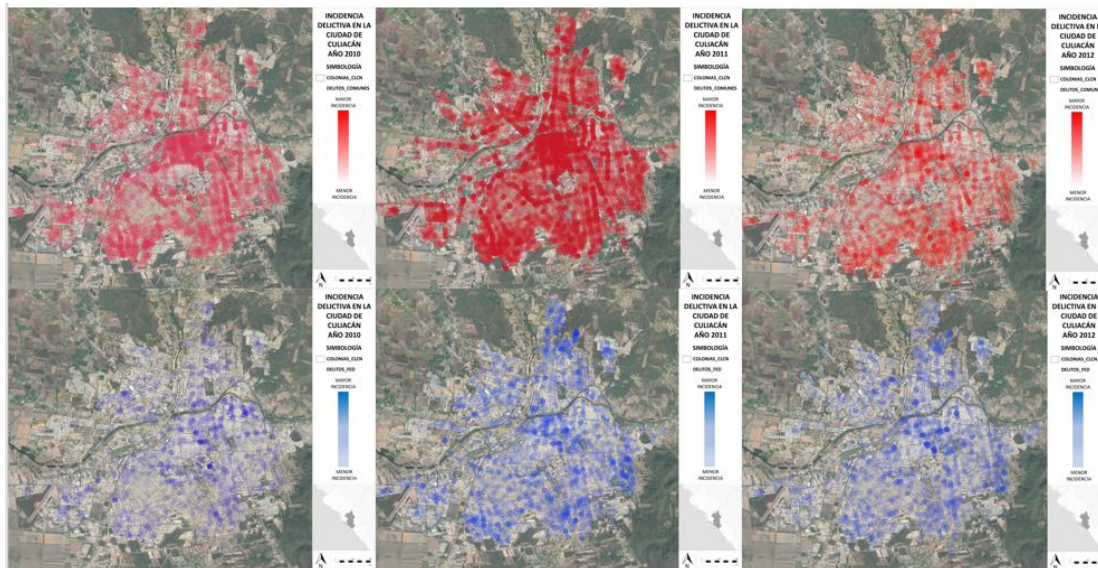 INCIDENCIA
DELICTIVA EN LA
CIUDAD DE
CULIACÁN
AÑO 2010
SIMBOLOGÍA
COLONIAS_CLCN
DELITOS_COMUNES
MAYOR
INCIDENCIA
MENOR
INCIDENCIA
N
INCIDENCIA
DELICTIVA EN LA
CIUDAD DE
CULIACÁN
AÑO 2011
SIMBOLOGÍA
COLONIAS_CLCN
DELITOS_COMUNES
MAYOR
INCIDENCIA
MENOR
INCIDENCIA
N
INCIDENCIA
DELICTIVA EN L
CIUDAD DE
CULIACÁN
AÑO 2012
SIMBOLOGÍA
COLONIAS_CLCN
DELITOS_COMUNE
MAYOR
INCIDENCIA
MENOR
INCIDENCIA
N
INCIDENCIA
DELICTIVA EN LA
CIUDAD DE
CULIACÁN
AÑO 2010
SIMBOLOGÍA
COLONIAS_CLCN
DELITOS_FED
MAYOR
INCIDENCIA
MENOR
INCIDENCIA
N
INCIDENCIA
DELICTIVA EN LA
CIUDAD DE
CULIACÁN
AÑO 2011
SIMBOLOGÍA
COLONIAS_CLCN
DELITOS_FED
MAYOR
INCIDENCIA
MENOR
INCIDENCIA
N
INCIDENCIA
DELICTIVA EN L
CIUDAD DE
CULIACÁN
AÑO 2012
SIMBOLOGÍA
COLONIAS_CLCN
DELITOS_FED
MAYOR
INCIDENCIA
MENOR
INCIDENCIA
N